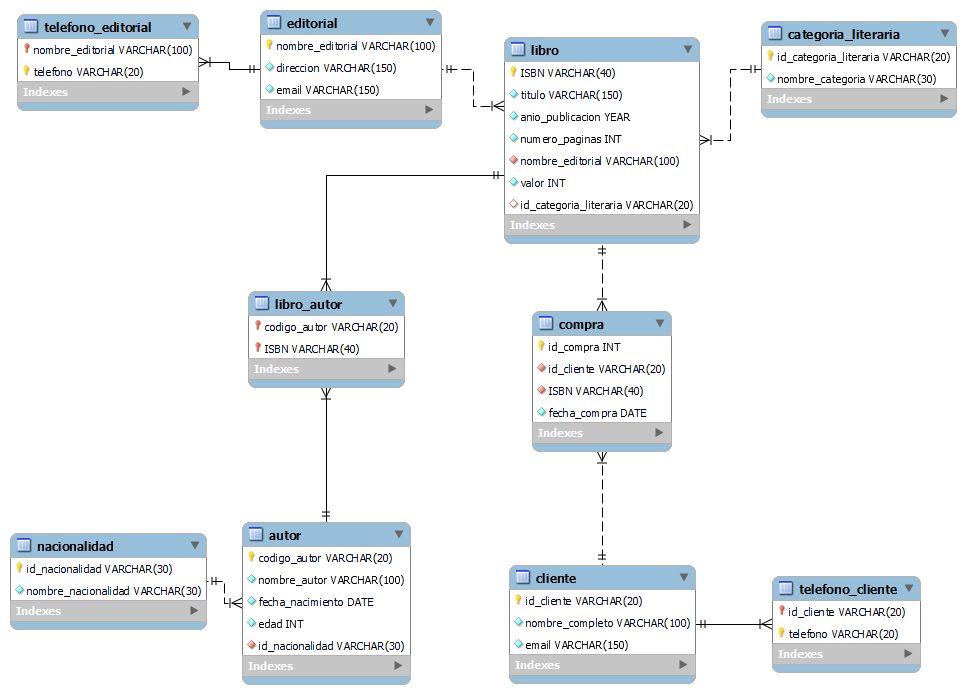 telefono_editorial
nombre_editorial VARCHAR(100)
telefono VARCHAR(20)
Indexes
editorial
nombre_editorial VARCHAR(100)
direccion VARCHAR(150)
email VARCHAR(150)
Indexes
libro
ISBN VARCHAR(40)
titulo VARCHAR(150)
anio_publicacion YEAR
numero_paginas INT
nombre_editorial VARCHAR(100)
valor INT
id_categoria_literaria VARCHAR(20)
Indexes
categoria_literaria
id_categoria_literaria VARCHAR(20)
nombre_categoria VARCHAR(30)
Indexes
libro_autor
codigo_autor VARCHAR(20)
ISBN VARCHAR(40)
Indexes
compra
id_compra INT
id_cliente VARCHAR(20)
ISBN VARCHAR(40)
fecha_compra DATE
Indexes
nacionalidad
id_nacionalidad VARCHAR(30)
nombre_nacionalidad VARCHAR(30)
Indexes
autor
codigo_autor VARCHAR(20)
nombre_autor VARCHAR(100)
fecha_nacimiento DATE
edad INT
id_nacionalidad VARCHAR(30)
Indexes
cliente
id_cliente VARCHAR(20)
nombre_completo VARCHAR(100)
email VARCHAR(150)
Indexes
telefono_cliente
id_cliente VARCHAR(20)
telefono VARCHAR(20)
Indexes